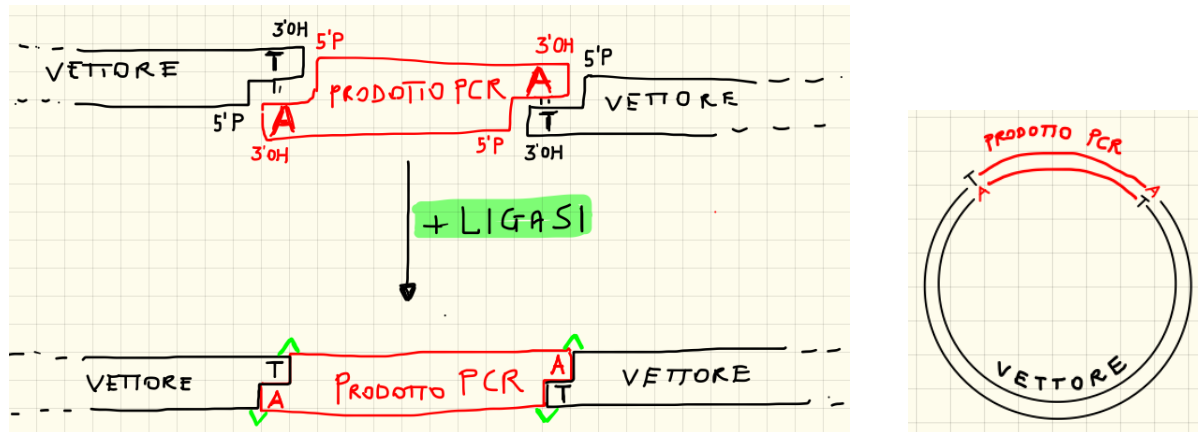 3'OH
5'P
T
VETTORE
3'OH
5'P
A
PRODOTTO PCR
VETTORE
5'P
A
T
3'OH
5'P
3'OH
+ LIGASI
T
A
VETTORE
PRODOTTO PCR
VETTORE
A
T
PRODOTTO PCR
T
A
A
T
VETTORE